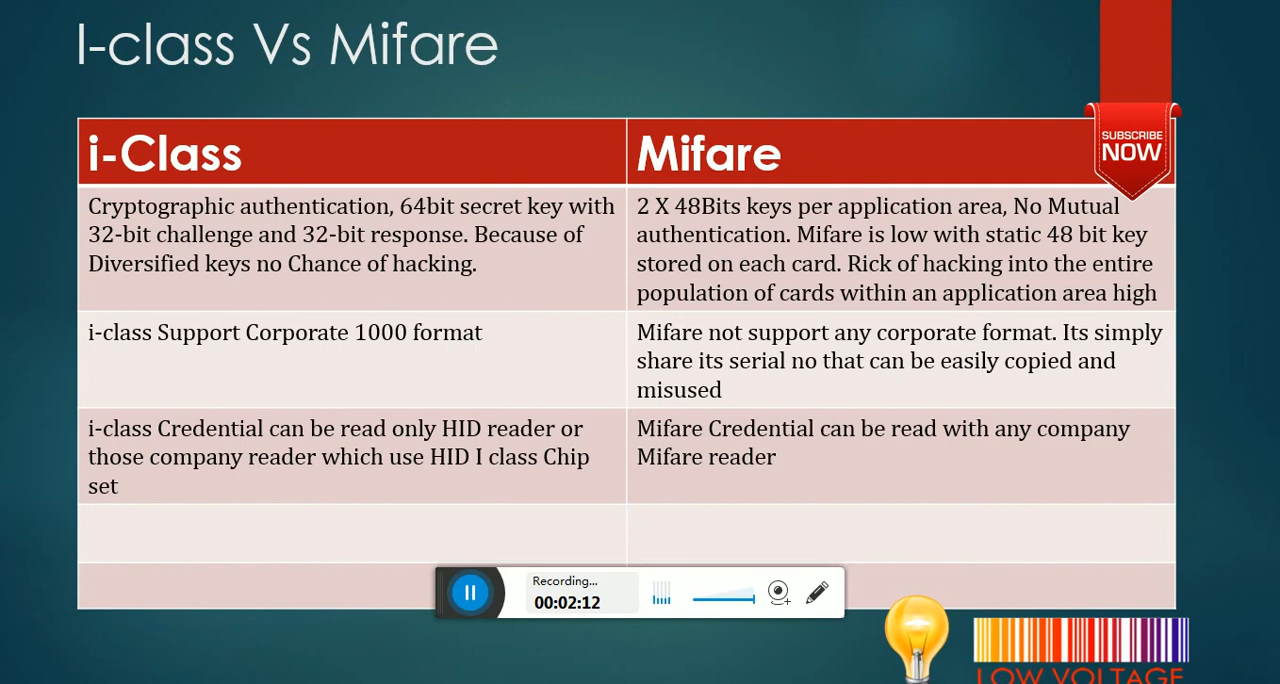 I-class Vs Mifare
i-Class
Mifare
SUBSCRIBE
NOW
Cryptographic authentication, 64bit secret key with
32-bit challenge and 32-bit response. Because of
Diversified keys no Chance of hacking.
2 X 48Bits keys per application area, No Mutual
authentication. Mifare is low with static 48 bit key
stored on each card. Rick of hacking into the entire
population of cards within an application area high
i-class Support Corporate 1000 format
Mifare not support any corporate format. Its simply
share its serial no that can be easily copied and
misused
i-class Credential can be read only HID reader or
those company reader which use HID I class Chip
set
Mifare Credential can be read with any company
Mifare reader
Recording...
00:02:12
LOW VOLTAGE